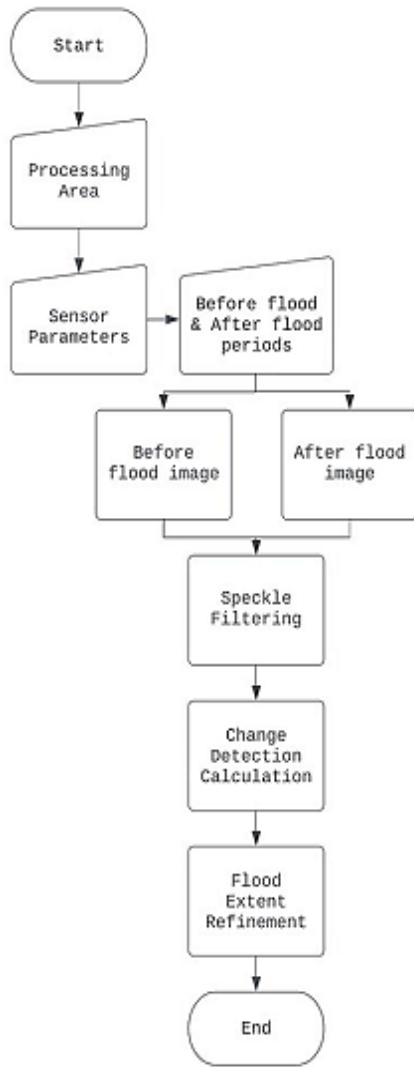 Start
Processing
Area
Sensor
Parameters
Before flood
& After flood
periods
Before
flood image
After flood
image
Speckle
Filtering
Change
Detection
Calculation
Flood
Extent
Refinement
End